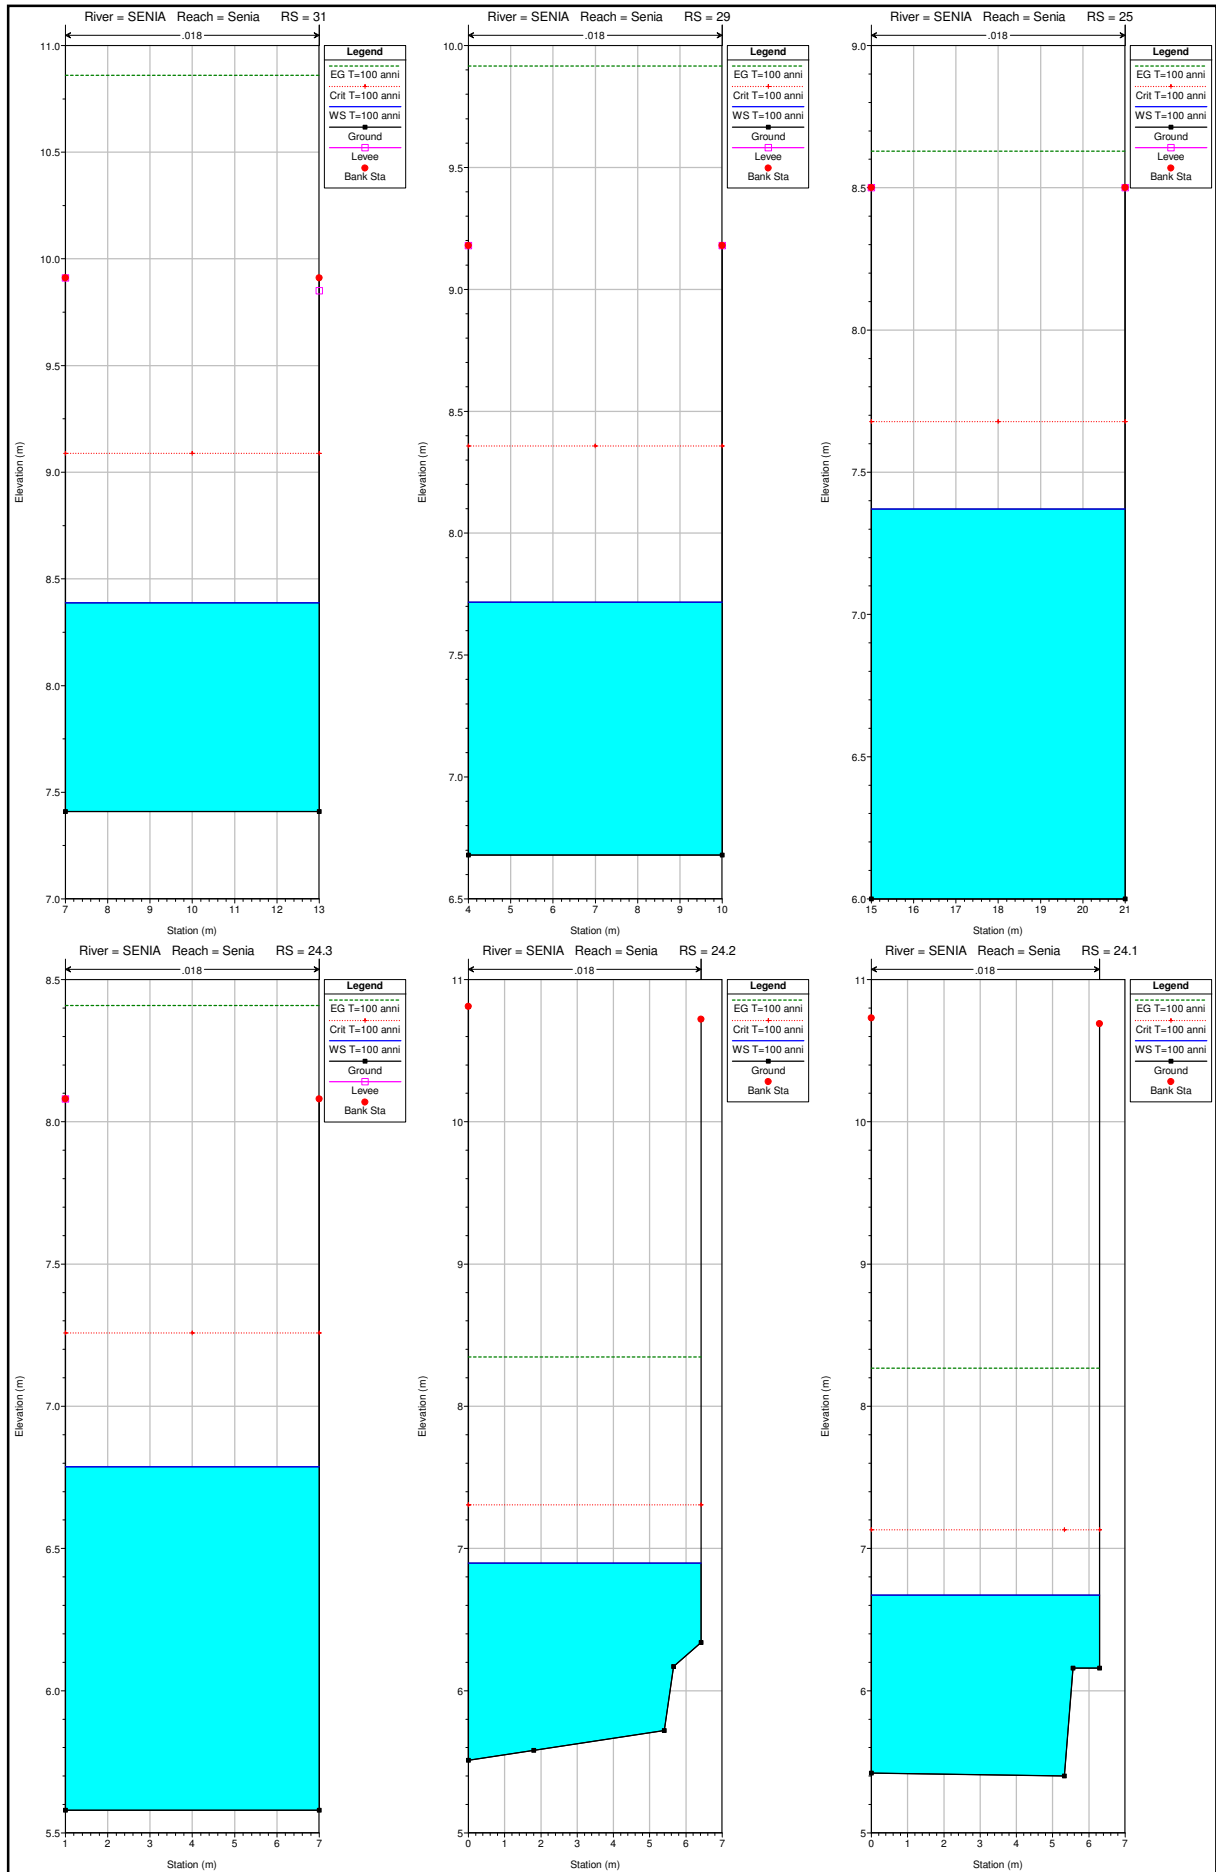 River = SENIA Reach = Senia RS = 31
.018
Legend
EG T=100 anni
Crit T=100 anni
WS T=100 anni
Ground
Levee
Bank Sta
11.0
10.5
10.0
9.5
9.0
8.5
8.0
7.5
7.0
Elevation (m)
7 8 9 10 11 12 13
Station (m)
River = SENIA Reach = Senia RS = 29
.018
Legend
EG T=100 anni
Crit T=100 anni
WS T=100 anni
Ground
Levee
Bank Sta
10.0
9.5
9.0
8.5
8.0
7.5
7.0
6.5
Elevation (m)
4 5 6 7 8 9 10
Station (m)
River = SENIA Reach = Senia RS = 25
.018
Legend
EG T=100 anni
Crit T=100 anni
WS T=100 anni
Ground
Levee
Bank Sta
9.0
8.5
8.0
7.5
7.0
6.5
6.0
Elevation (m)
15 16 17 18 19 20 21
Station (m)
River = SENIA Reach = Senia RS = 24.3
.018
Legend
EG T=100 anni
Crit T=100 anni
WS T=100 anni
Ground
Levee
Bank Sta
8.5
8.0
7.5
7.0
6.5
6.0
5.5
Elevation (m)
1 2 3 4 5 6 7
Station (m)
River = SENIA Reach = Senia RS = 24.2
.018
Legend
EG T=100 anni
Crit T=100 anni
WS T=100 anni
Ground
Bank Sta
11
10
9
8
7
6
5
Elevation (m)
0 1 2 3 4 5 6 7
Station (m)
River = SENIA Reach = Senia RS = 24.1
.018
Legend
EG T=100 anni
Crit T=100 anni
WS T=100 anni
Ground
Bank Sta
11
10
9
8
7
6
5
Elevation (m)
0 1 2 3 4 5 6 7
Station (m)